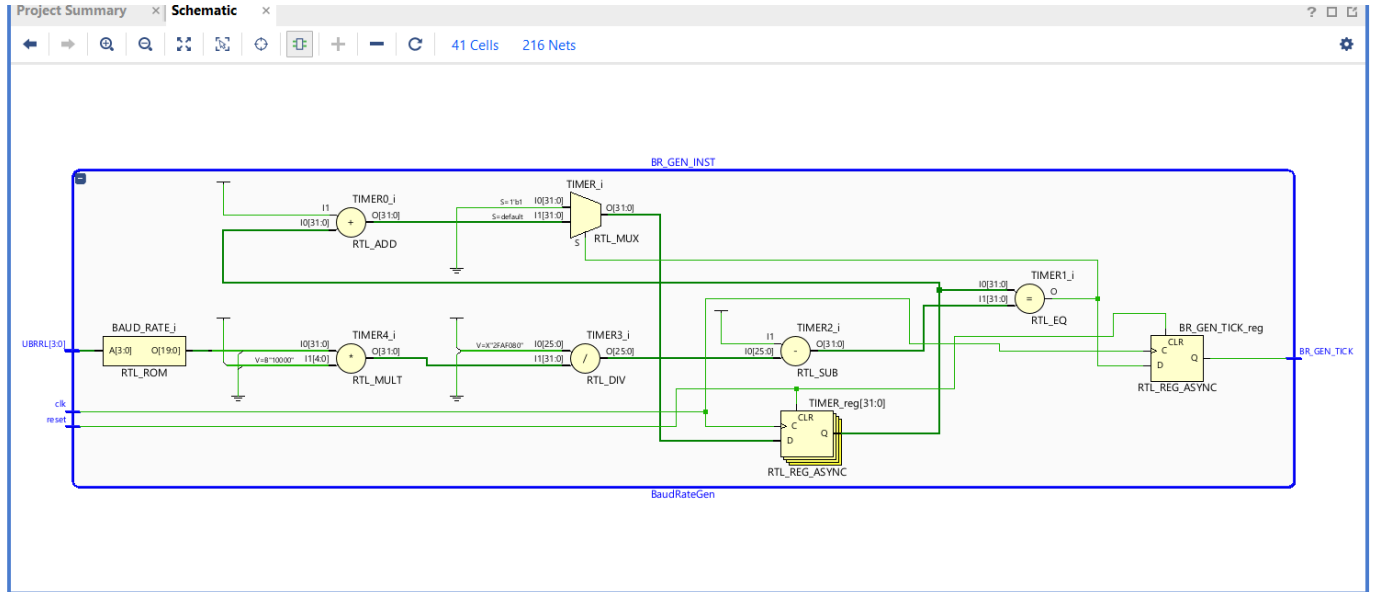 Project Summary × Schematic × ?
41 Cells 216 Nets
BR_GEN_INST
TIMER0_i
I1
I0[31:0]
+
O[31:0]
RTL_ADD
TIMER_i
S=1'b1 I0[31:0]
S=default I1[31:0]
O[31:0]
S
RTL_MUX
TIMER1_i
I0[31:0]
I1[31:0]
=
O
RTL_EQ
UBRRL[3:0]
BAUD_RATE_i
A[3:0] O[19:0]
RTL_ROM
TIMER4_i
I0[31:0]
V=B"10000" I1[4:0]
*
O[31:0]
RTL_MULT
TIMER3_i
V=X"2FAF080" I0[25:0]
I1[31:0]
/
O[25:0]
RTL_DIV
TIMER2_i
I1
I0[25:0]
-
O[31:0]
RTL_SUB
BR_GEN_TICK_reg
CLR
C
D
Q
RTL_REG_ASYNC
BR_GEN_TICK
clk
reset
TIMER_reg[31:0]
CLR
C
D
Q
RTL_REG_ASYNC
BaudRateGen